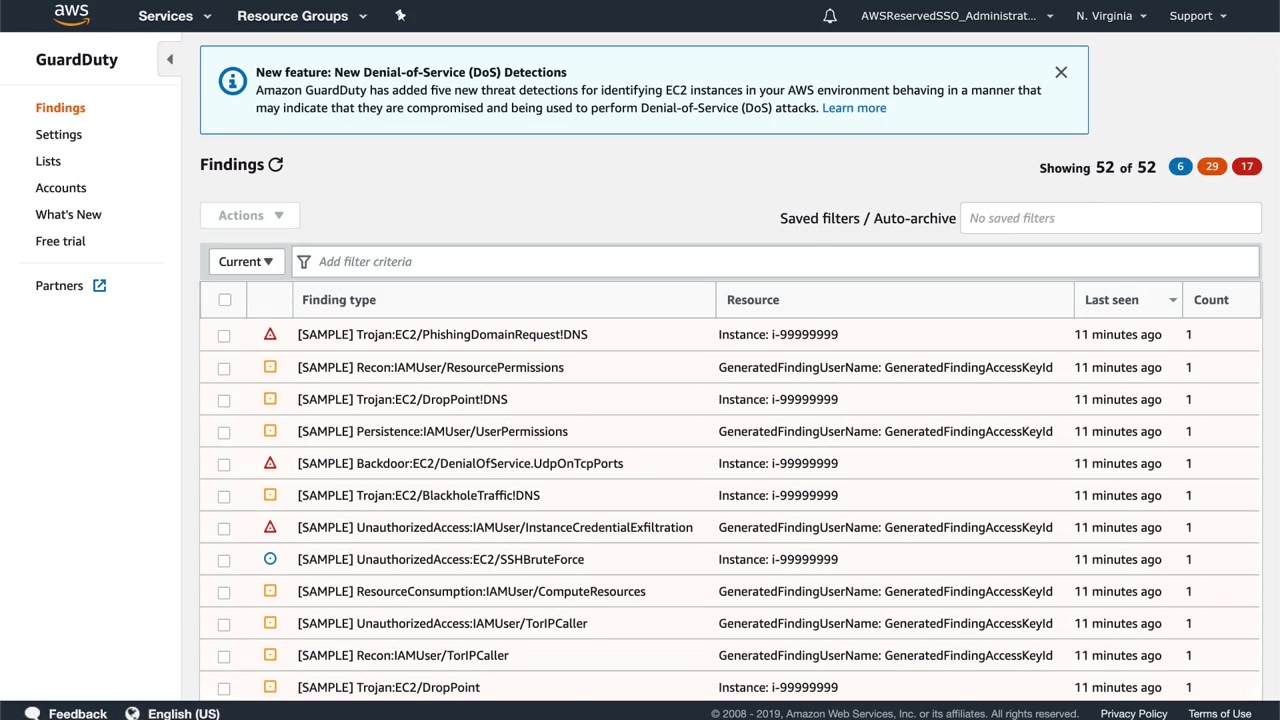 aws Services Resource Groups AWSReservedSSO_Administrat... N. Virginia Support
GuardDuty
Findings
Settings
Lists
Accounts
What's New
Free trial
Partners
New feature: New Denial-of-Service (DoS) Detections
Amazon GuardDuty has added five new threat detections for identifying EC2 instances in your AWS environment behaving in a manner that
may indicate that they are compromised and being used to perform Denial-of-Service (DoS) attacks. Learn more
Findings
Showing 52 of 52 6 29 17
Actions
Saved filters / Auto-archive No saved filters
Current Add filter criteria
Finding type Resource Last seen Count
[SAMPLE] Trojan:EC2/PhishingDomainRequest!DNS Instance: i-99999999 11 minutes ago 1
[SAMPLE] Recon:IAMUser/ResourcePermissions GeneratedFindingUserName: GeneratedFindingAccessKeyId 11 minutes ago 1
[SAMPLE] Trojan:EC2/DropPoint!DNS Instance: i-99999999 11 minutes ago 1
[SAMPLE] Persistence:IAMUser/UserPermissions GeneratedFindingUserName: GeneratedFindingAccessKeyId 11 minutes ago 1
[SAMPLE] Backdoor:EC2/DenialOfService.UdpOnTcpPorts Instance: i-99999999 11 minutes ago 1
[SAMPLE] Trojan:EC2/BlackholeTraffic!DNS Instance: i-99999999 11 minutes ago 1
[SAMPLE] UnauthorizedAccess:IAMUser/InstanceCredentialExfiltration GeneratedFindingUserName: GeneratedFindingAccessKeyId 11 minutes ago 1
[SAMPLE] UnauthorizedAccess:EC2/SSHBruteForce Instance: i-99999999 11 minutes ago 1
[SAMPLE] ResourceConsumption:IAMUser/ComputeResources GeneratedFindingUserName: GeneratedFindingAccessKeyId 11 minutes ago 1
[SAMPLE] UnauthorizedAccess:IAMUser/TorIPCaller GeneratedFindingUserName: GeneratedFindingAccessKeyId 11 minutes ago 1
[SAMPLE] Recon:IAMUser/TorIPCaller GeneratedFindingUserName: GeneratedFindingAccessKeyId 11 minutes ago 1
[SAMPLE] Trojan:EC2/DropPoint Instance: i-99999999 11 minutes ago 1
Feedback English (US) © 2008 - 2019, Amazon Web Services, Inc. or its affiliates. All rights reserved. Privacy Policy Terms of Use